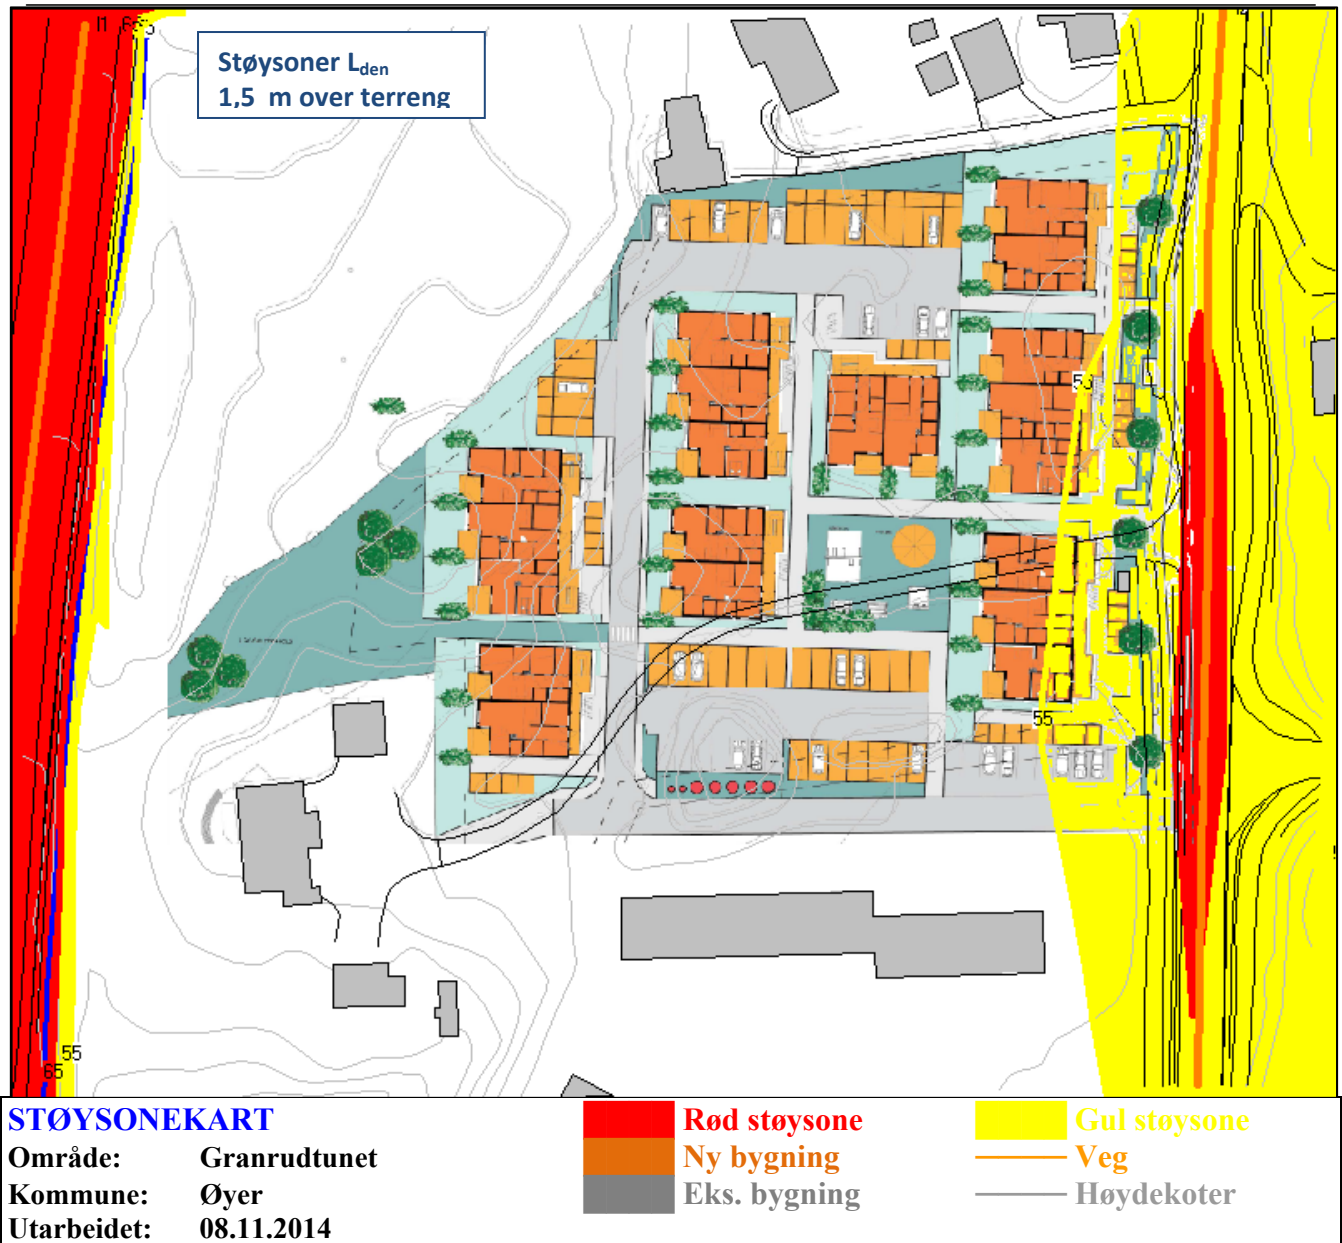 Støysoner Lden
1,5 m over terreng
55
55
55
65
STØYSONEKART
Område: Granrudtunet
Kommune: Øyer
Utarbeidet: 08.11.2014
Rød støysone
Ny bygning
Eks. bygning
Gul støysone
Veg
Høydekoter